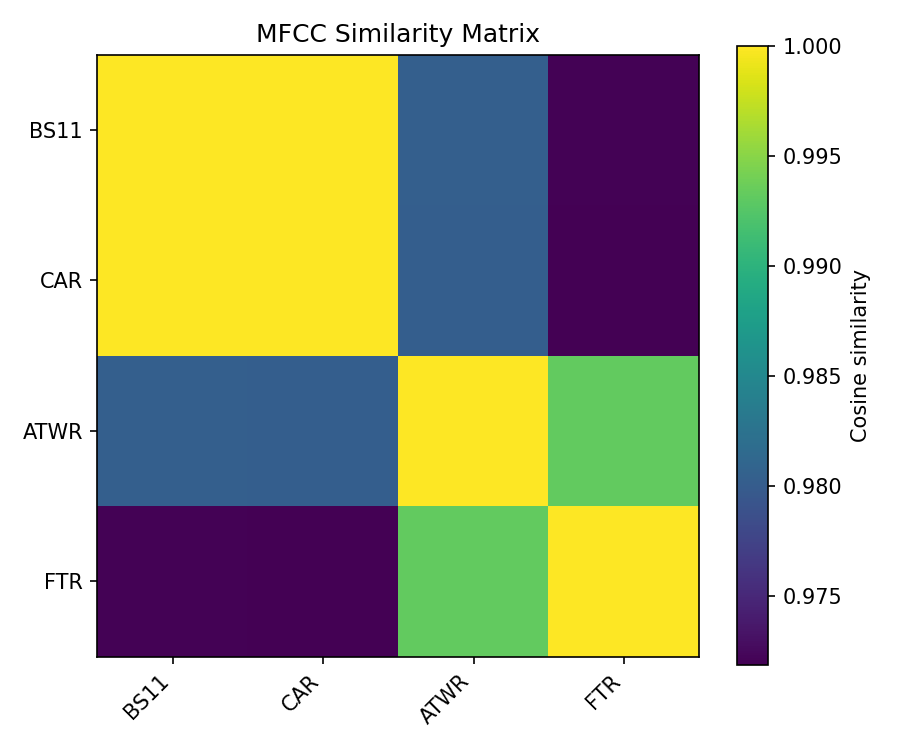 MFCC Similarity Matrix
BS11
CAR
ATWR
FTR
BS11
CAR
ATWR
FTR
1.000
0.995
0.990
0.985
0.980
0.975
Cosine similarity